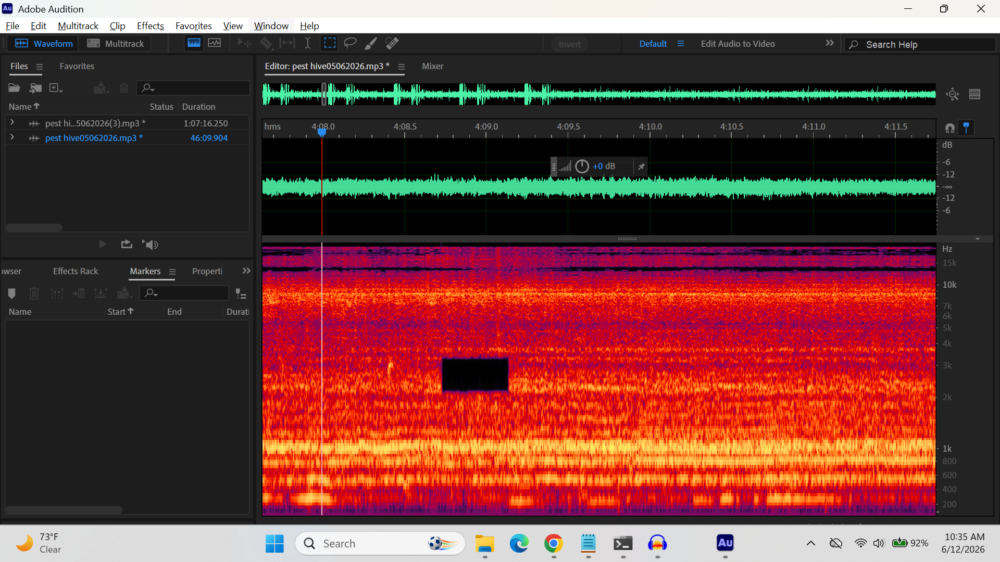 Au Adobe Audition
File Edit Multitrack Clip Effects Favorites View Window Help
Waveform Multitrack Invert Default Edit Audio to Video Search Help
Files Favorites
Editor: pest hive05062026.mp3 * Mixer
Name Status Duration
pest hi...5062026(3).mp3 * 1:07:16.250
pest hive05062026.mp3 * 46:09.904
hms 4:08.0 4:08.5 4:09.0 4:09.5 4:10.0 4:10.5 4:11.0 4:11.5
dB
-6
-12
-∞
-12
-6
+0 dB
owser Effects Rack Markers Properti
Name Start End Durati
Hz
15k
10k
7k
6k
5k
4k
3k
2k
1k
800
600
400
200
73°F
Clear
Search
Au
92%
10:35 AM
6/12/2026